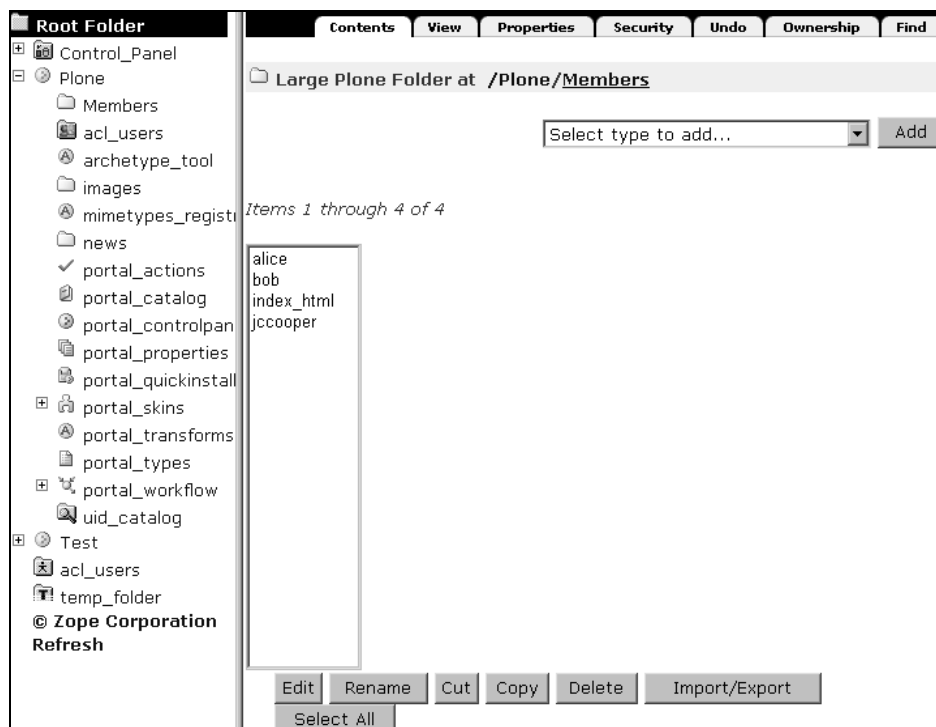 Root Folder
Control_Panel
Plone
Members
acl_users
archetype_tool
images
mimetypes_registr
news
portal_actions
portal_catalog
portal_controlpan
portal_properties
portal_quickinstall
portal_skins
portal_transforms
portal_types
portal_workflow
uid_catalog
Test
acl_users
temp_folder
© Zope Corporation
Refresh
Contents View Properties Security Undo Ownership Find
Large Plone Folder at /Plone/Members
Select type to add... Add
Items 1 through 4 of 4
alice
bob
index_html
jccooper
Edit Rename Cut Copy Delete Import/Export
Select All